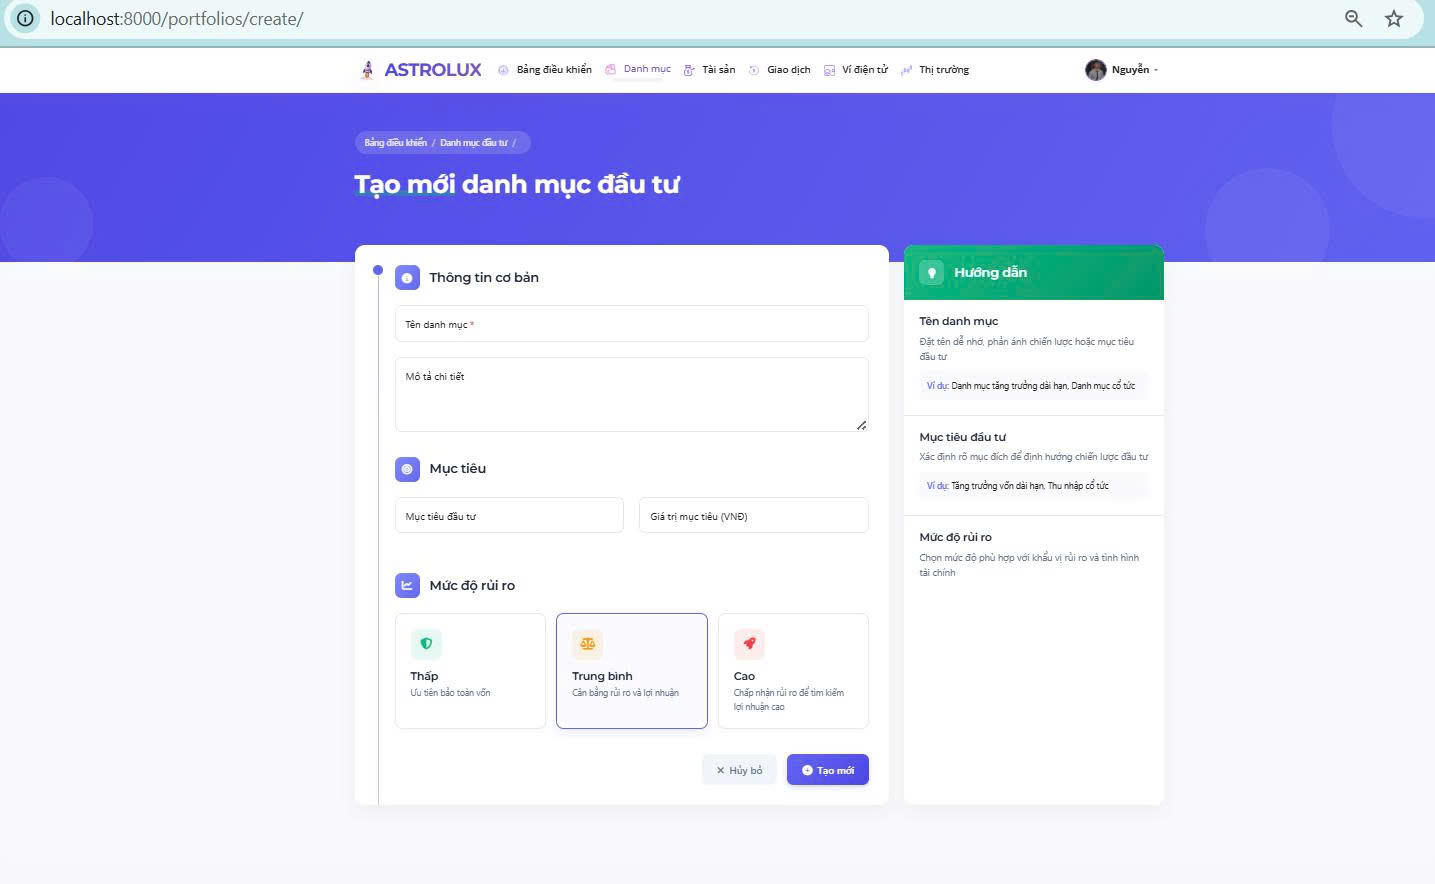 localhost:8000/portfolios/create/
ASTROLUX Bảng điều khiển Danh mục Tài sản Giao dịch Ví điện tử Thị trường Nguyễn
Bảng điều khiển / Danh mục đầu tư /
Tạo mới danh mục đầu tư
Thông tin cơ bản
Tên danh mục *
Mô tả chi tiết
Mục tiêu
Mục tiêu đầu tư
Giá trị mục tiêu (VNĐ)
Mức độ rủi ro
Thấp
Ưu tiên bảo toàn vốn
Trung bình
Cân bằng rủi ro và lợi nhuận
Cao
Chấp nhận rủi ro để tìm kiếm
lợi nhuận cao
Hủy bỏ
Tạo mới
Hướng dẫn
Tên danh mục
Đặt tên dễ nhớ, phản ánh chiến lược hoặc mục tiêu
đầu tư
Ví dụ: Danh mục tăng trưởng dài hạn, Danh mục cổ tức
Mục tiêu đầu tư
Xác định rõ mục đích để định hướng chiến lược đầu tư
Ví dụ: Tăng trưởng vốn dài hạn, Thu nhập cổ tức
Mức độ rủi ro
Chọn mức độ phù hợp với khẩu vị rủi ro và tình hình
tài chính